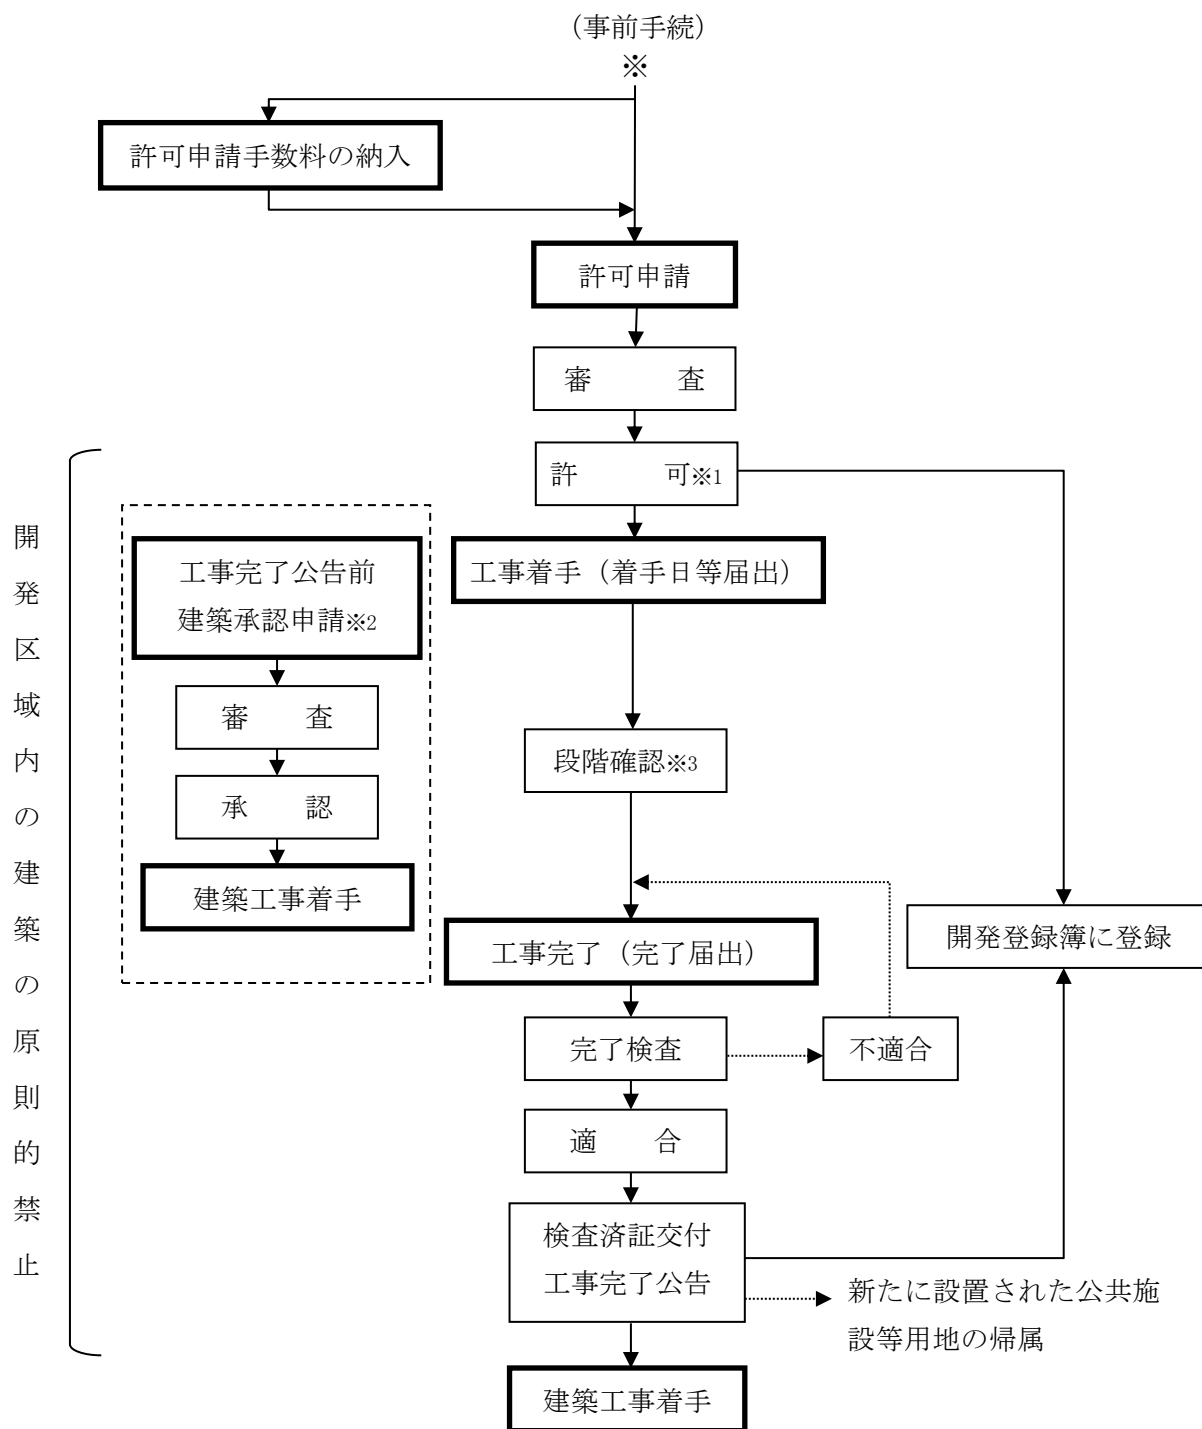 （事前手続）
※
許可申請手数料の納入
許可申請
審　　　査
許　　　可※1
工事着手（着手日等届出）
開発区域内の建築の原則的禁止
工事完了公告前
建築承認申請※2
審　　査
承　　認
建築工事着手
段階確認※3
工事完了（完了届出）
開発登録簿に登録
完了検査
不適合
適　　合
検査済証交付
工事完了公告
新たに設置された公共施
設等用地の帰属
建築工事着手